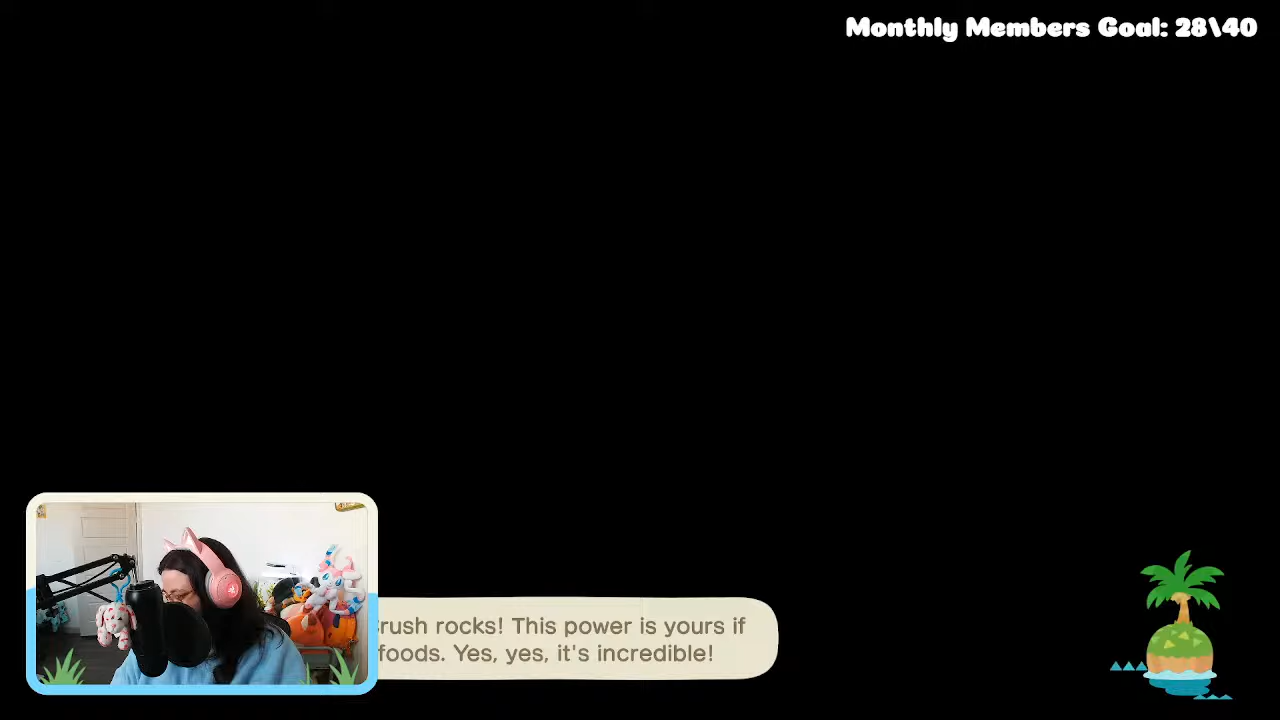 Monthly Members Goal: 28\40
rush rocks! This power is yours if
foods. Yes, yes, it's incredible!